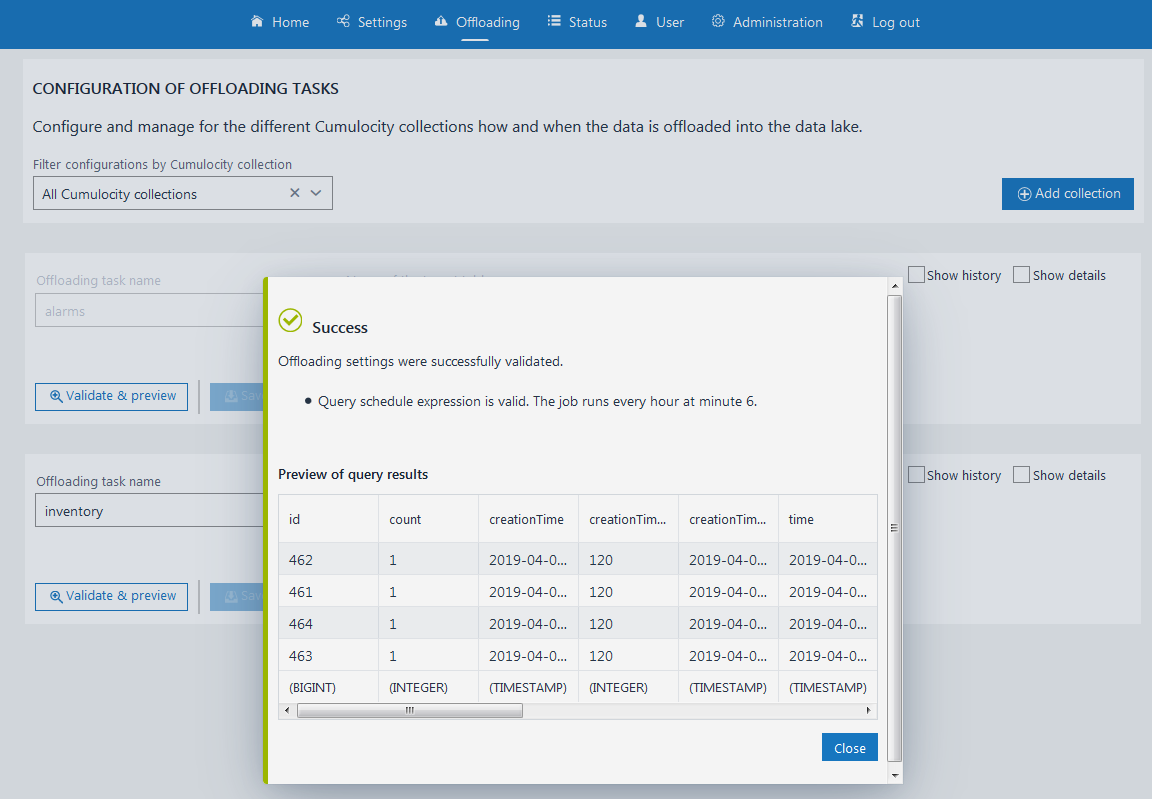 Home Settings Offloading Status User Administration Log out
CONFIGURATION OF OFFLOADING TASKS
Configure and manage for the different Cumulocity collections how and when the data is offloaded into the data lake.
Filter configurations by Cumulocity collection
All Cumulocity collections
Add collection
Offloading task name
Show history Show details
alarms
Validate & preview
Success
Offloading settings were successfully validated.
Query schedule expression is valid. The job runs every hour at minute 6.
Offloading task name
Show history Show details
inventory
Validate & preview
Preview of query results
id count creationTime creationTim... creationTim... time
462 1 2019-04-0... 120 2019-04-0... 2019-04-0...
461 1 2019-04-0... 120 2019-04-0... 2019-04-0...
464 1 2019-04-0... 120 2019-04-0... 2019-04-0...
463 1 2019-04-0... 120 2019-04-0... 2019-04-0...
(BIGINT) (INTEGER) (TIMESTAMP) (INTEGER) (TIMESTAMP) (TIMESTAMP)
Close